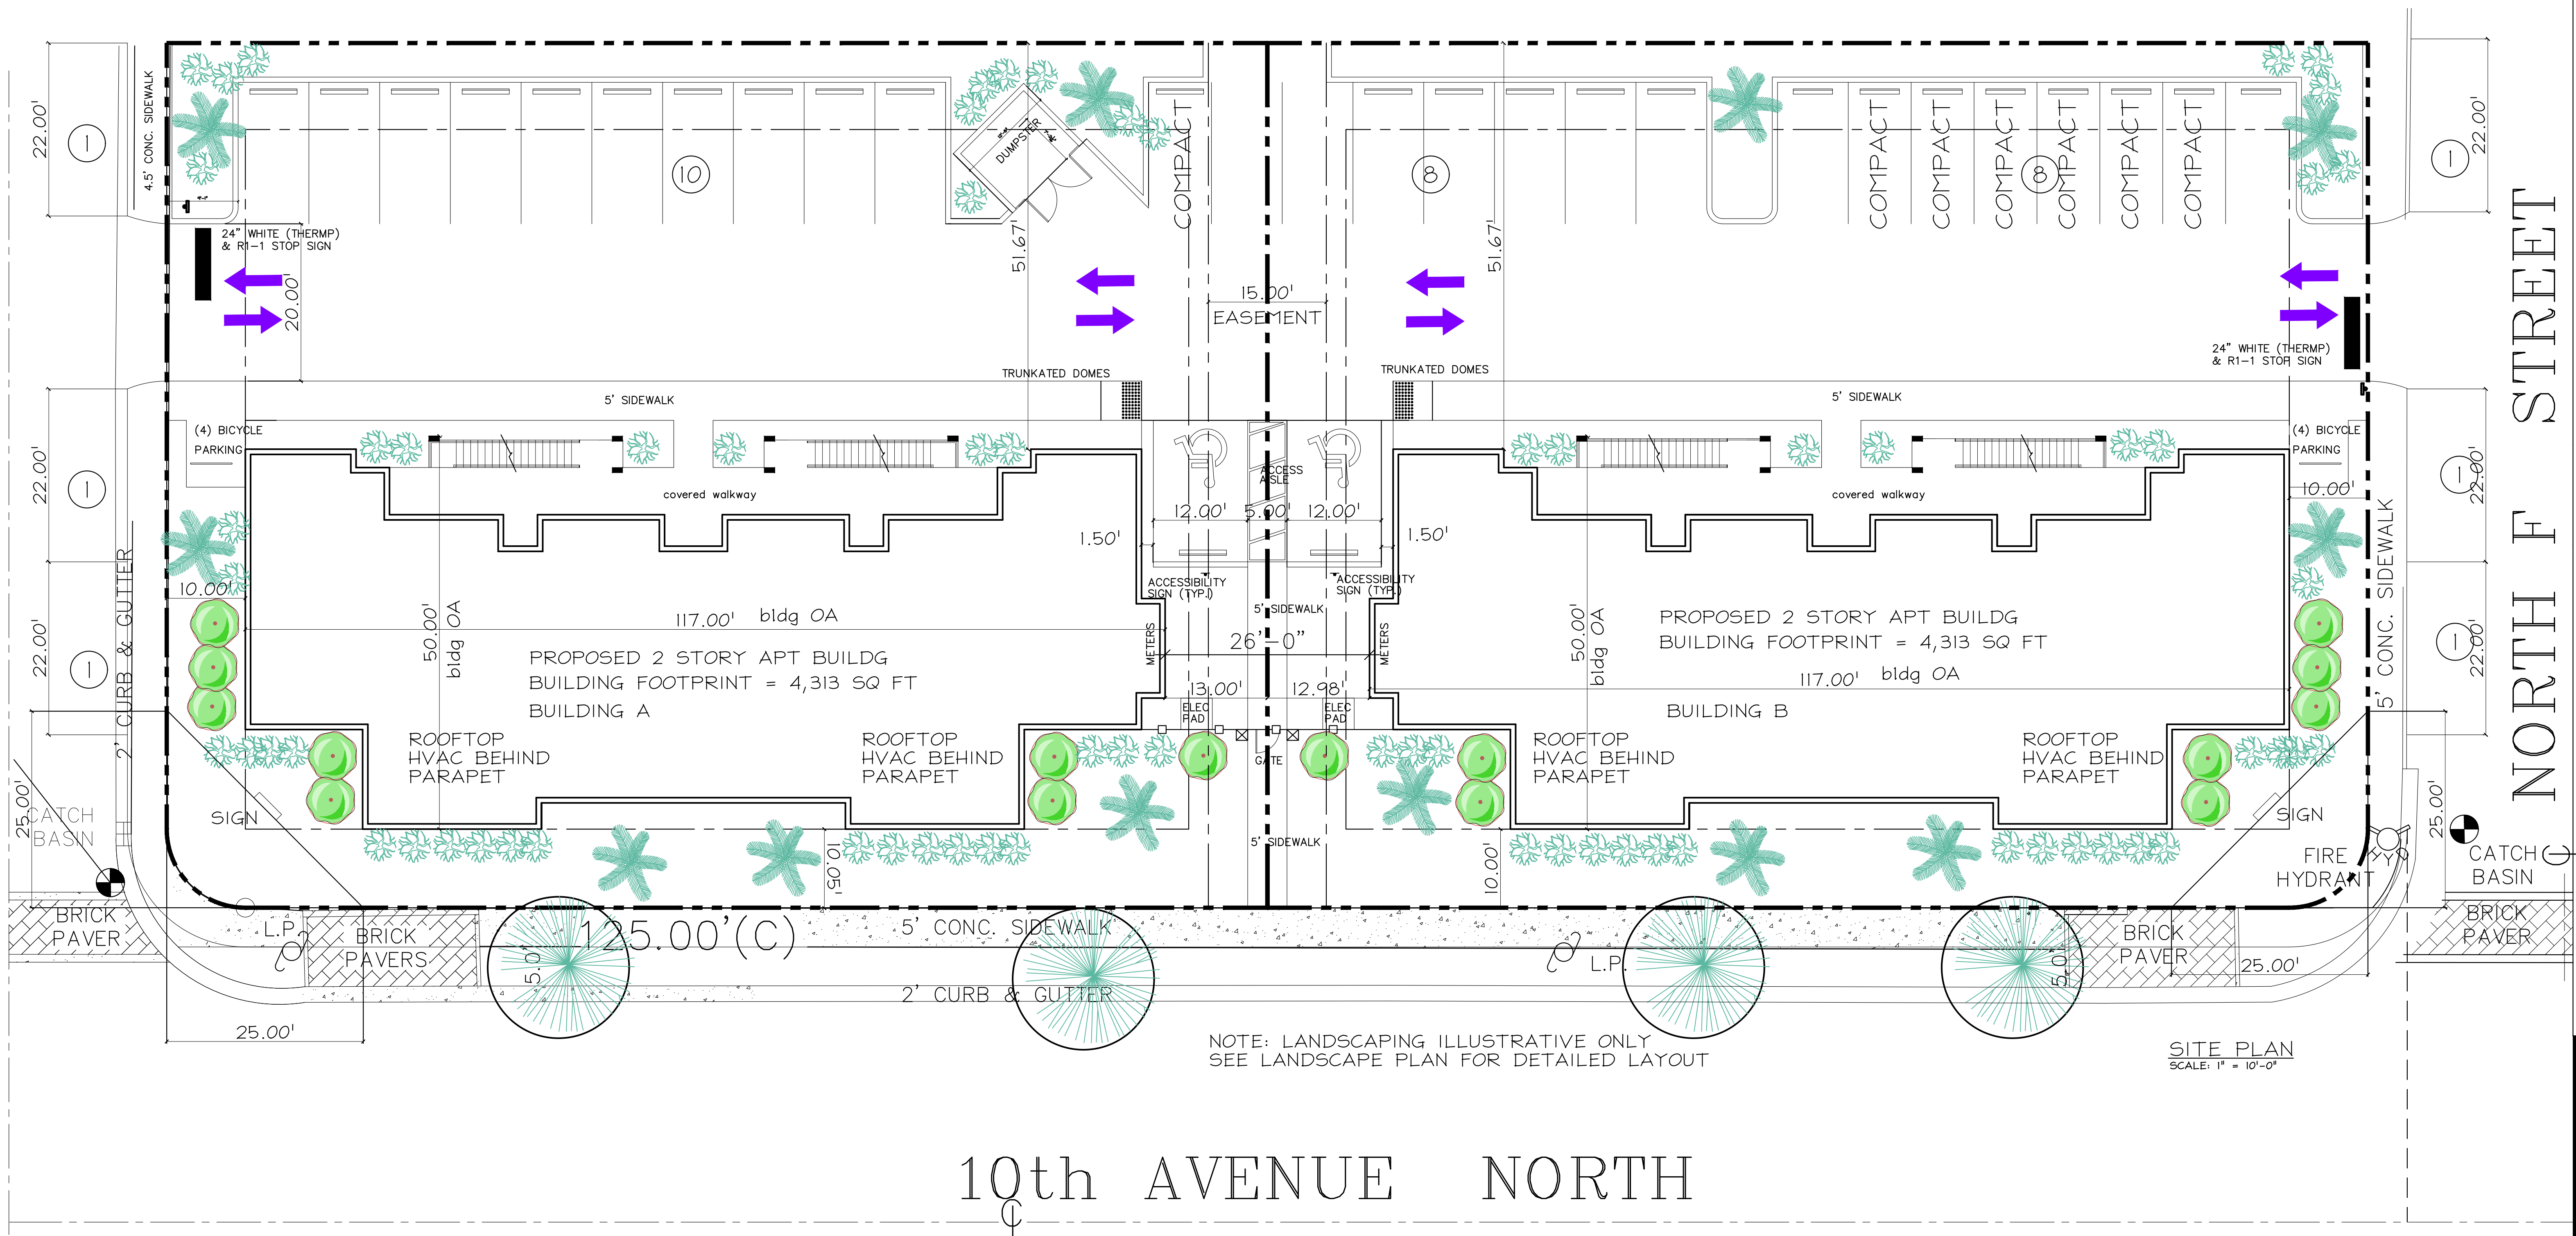 22.00'
1
4.5' CONC. SIDEWALK
10
DUMPSTER
COMPACT
8
COMPACT
COMPACT
COMPACT
8
COMPACT
COMPACT
COMPACT
1
22.00'
24" WHITE (THERMP)
& R1-1 STOP SIGN
20.00'
51.67'
15.00'
EASEMENT
51.67'
24" WHITE (THERMP)
& R1-1 STOP SIGN
NORTH F STREET
TRUNKATED DOMES
TRUNKATED DOMES
5' SIDEWALK
5' SIDEWALK
(4) BICYCLE
PARKING
(4) BICYCLE
PARKING
22.00'
1
covered walkway
ACCESS
AISLE
covered walkway
1
22.00'
10.00'
12.00'
5.00'
12.00'
1.50'
1.50'
5' CONC. SIDEWALK
2' CURB & GUTTER
10.00'
ACCESSIBILITY
SIGN (TYP.)
ACCESSIBILITY
SIGN (TYP.)
5' SIDEWALK
50.00'
bldg OA
117.00' bldg OA
METERS
26'-0"
METERS
50.00'
bldg OA
22.00'
1
PROPOSED 2 STORY APT BUILDG
BUILDING FOOTPRINT = 4,313 SQ FT
BUILDING A
PROPOSED 2 STORY APT BUILDG
BUILDING FOOTPRINT = 4,313 SQ FT
117.00' bldg OA
BUILDING B
1
22.00'
13.00'
12.98'
ELEC
PAD
ELEC
PAD
GATE
ROOFTOP
HVAC BEHIND
PARAPET
ROOFTOP
HVAC BEHIND
PARAPET
ROOFTOP
HVAC BEHIND
PARAPET
ROOFTOP
HVAC BEHIND
PARAPET
25.00'
CATCH
BASIN
SIGN
10.05'
5' SIDEWALK
10.00'
SIGN
FIRE
HYDRANT
HYD
25.00'
CATCH
BASIN
C
BRICK
PAVER
L.P.
BRICK
PAVERS
5.0'
125.00'(C)
5' CONC. SIDEWALK
L.P.
5.0'
BRICK
PAVER
25.00'
BRICK
PAVER
2' CURB & GUTTER
25.00'
NOTE: LANDSCAPING ILLUSTRATIVE ONLY
SEE LANDSCAPE PLAN FOR DETAILED LAYOUT
SITE PLAN
SCALE: 1" = 10'-0"
10th AVENUE NORTH
C